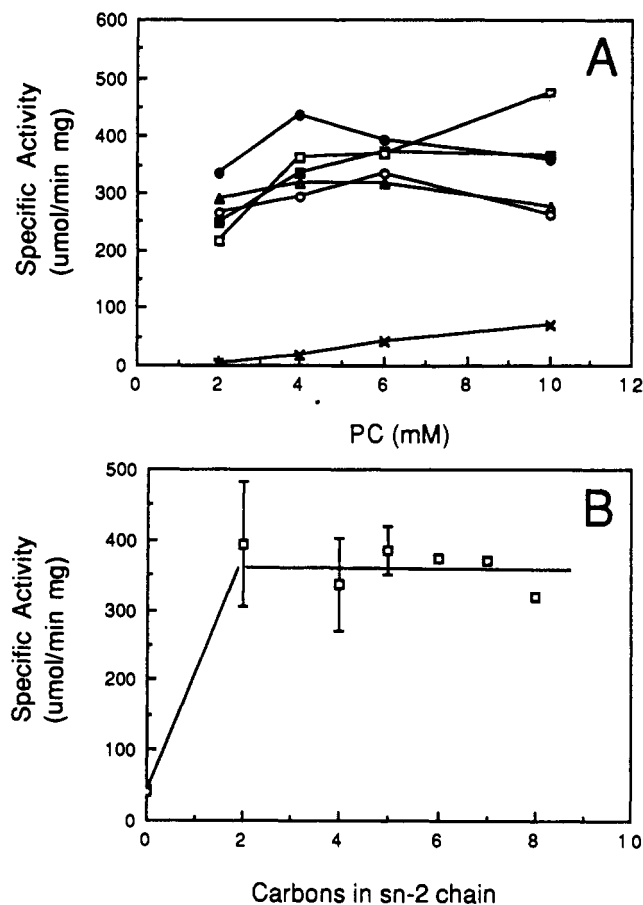 A
600
500
400
300
200
100
0
Specific Activity
(umol/min mg)
0 2 4 6 8 10 12
PC (mM)
B
500
400
300
200
100
0
Specific Activity
(umol/min mg)
0 2 4 6 8 10
Carbons in sn-2 chain